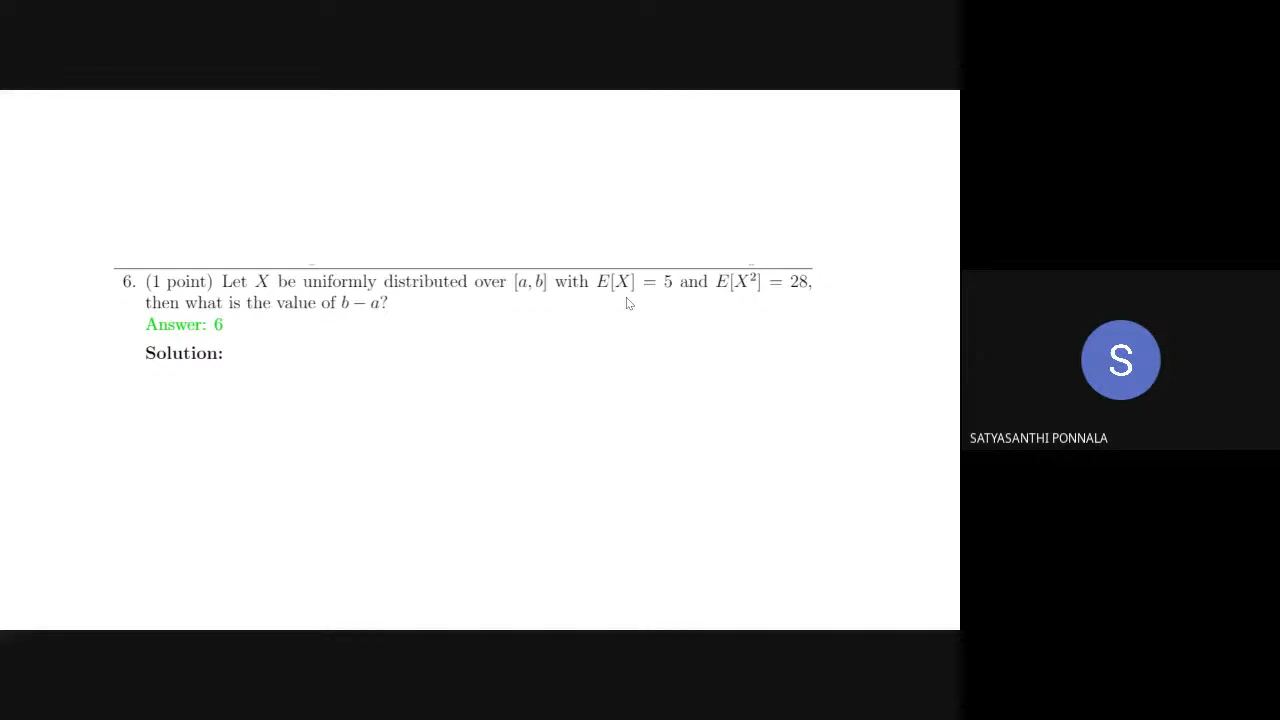 6. (1 point) Let X be uniformly distributed over [a, b] with E[X] = 5 and E[X²] = 28,
then what is the value of b − a?
Answer: 6
Solution:
S
SATYASANTHI PONNALA